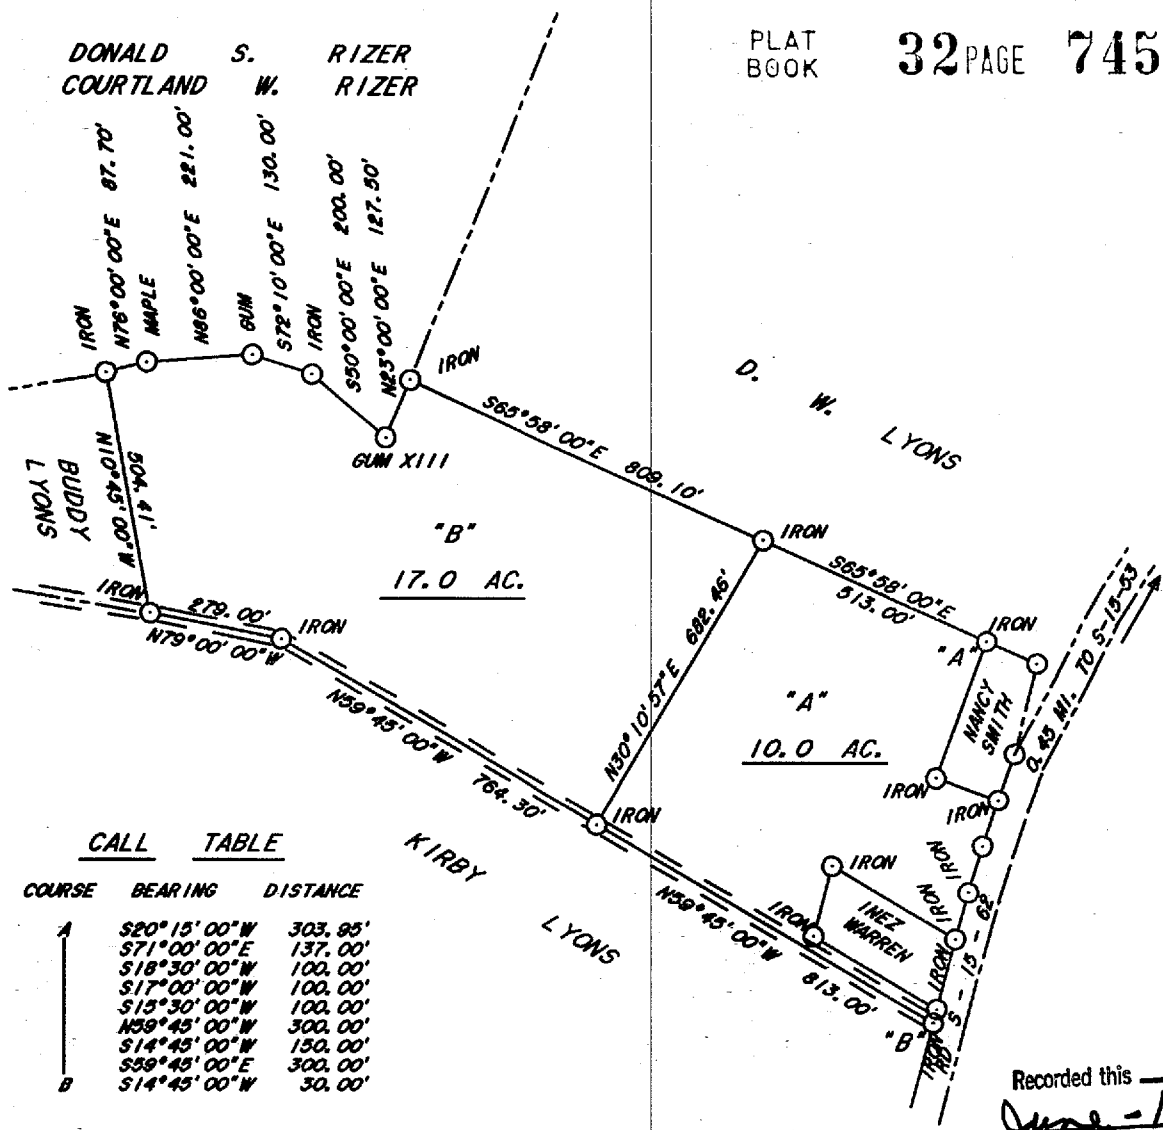 DONALD S. RIZER
COURTLAND W. RIZER
PLAT
BOOK 32 PAGE 745
IRON
N76°00'00"E 87.70'
MAPLE
N86°00'00"E 221.00'
GUM
S72°10'00"E 130.00'
IRON
S50°00'00"E 200.00'
N23°00'00"E 127.50'
IRON
GUM XIII
S65°58'00"E 809.10'
D. W. LYONS
BUDDY
LYONS
504.41'
N10°45'00"W
"B"
17.0 AC.
IRON
IRON
279.00'
N79°00'00"W
IRON
N59°45'00"W 764.30'
N30°10'57"E 682.46'
S65°58'00"E
513.00'
IRON
"A"
NANCY
SMITH
0.45 MI. TO S-15-53
"A"
10.0 AC.
IRON
IRON
IRON
KIRBY LYONS
IRON
IRON
IRON
INEZ
WARREN
IRON
IRON
N59°45'00"W
813.00'
"B"
IRON
RD S-15-62
CALL TABLE
COURSE BEARING DISTANCE
A S20°15'00"W 303.95'
S71°00'00"E 137.00'
S18°30'00"W 100.00'
S17°00'00"W 100.00'
S15°30'00"W 100.00'
N59°45'00"W 300.00'
S14°45'00"W 150.00'
S59°45'00"E 300.00'
B S14°45'00"W 30.00'
Recorded this
June - 1